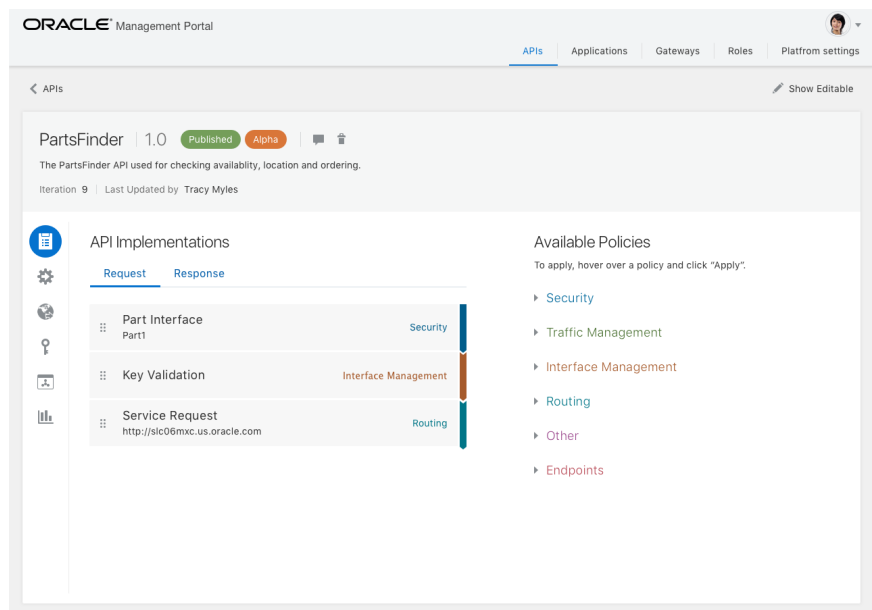 ORACLE® Management Portal
APIs Applications Gateways Roles Platfrom settings
APIs
Show Editable
PartsFinder 1.0 Published Alpha
The PartsFinder API used for checking availablity, location and ordering.
Iteration 9 Last Updated by Tracy Myles
API Implementations
Request Response
Part Interface
Part1
Security
Key Validation
Interface Management
Service Request
http://slc06mxc.us.oracle.com
Routing
Available Policies
To apply, hover over a policy and click “Apply”.
Security
Traffic Management
Interface Management
Routing
Other
Endpoints